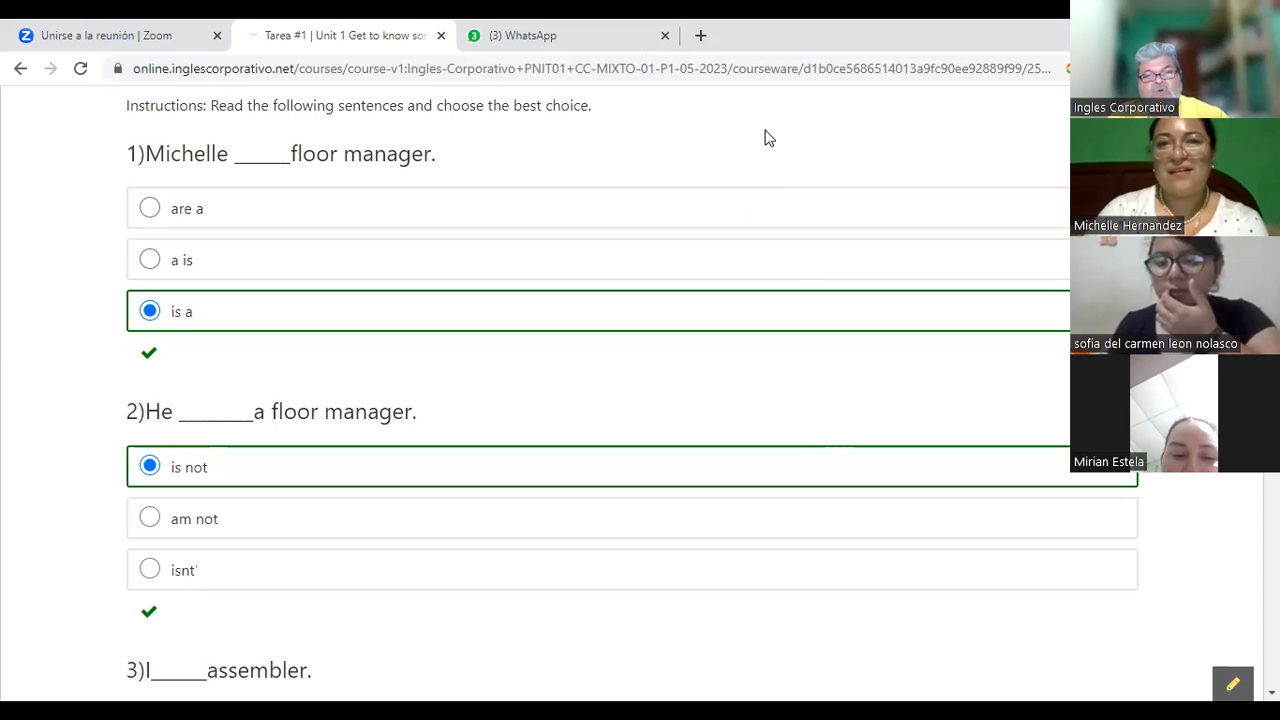 Unirse a la reunión | Zoom
Tarea #1 | Unit 1 Get to know sor
(3) WhatsApp
online.inglescorporativo.net/courses/course-v1:Ingles-Corporativo+PNIT01+CC-MIXTO-01-P1-05-2023/courseware/d1b0ce5686514013a9fc90ee92889f99/25...
Instructions: Read the following sentences and choose the best choice.
1)Michelle ______floor manager.
are a
a is
is a
2)He ________a floor manager.
is not
am not
isnt’
3)I______assembler.
Ingles Corporativo
Michelle Hernandez
sofia del carmen leon nolasco
Mirian Estela